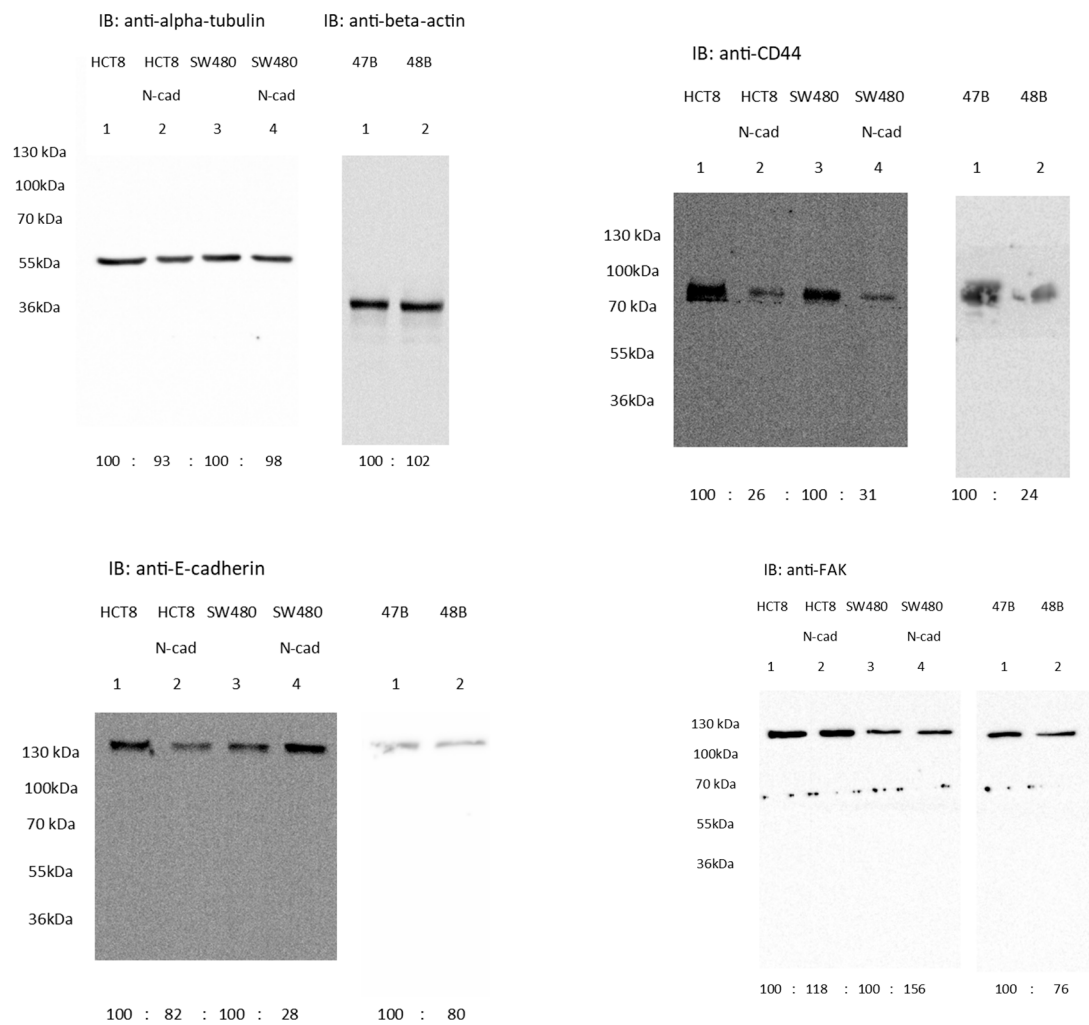 IB: anti-alpha-tubulin IB: anti-beta-actin
HCT8 HCT8 SW480 SW480 47B 48B
N-cad N-cad
1 2 3 4 1 2
130 kDa
100kDa
70 kDa
55kDa
36kDa
100 : 93 : 100 : 98 100 : 102
IB: anti-CD44
HCT8 HCT8 SW480 SW480 47B 48B
N-cad N-cad
1 2 3 4 1 2
130 kDa
100kDa
70 kDa
55kDa
36kDa
100 : 26 : 100 : 31 100 : 24
IB: anti-E-cadherin
HCT8 HCT8 SW480 SW480 47B 48B
N-cad N-cad
1 2 3 4 1 2
130 kDa
100kDa
70 kDa
55kDa
36kDa
100 : 82 : 100 : 28 100 : 80
IB: anti-FAK
HCT8 HCT8 SW480 SW480 47B 48B
N-cad N-cad
1 2 3 4 1 2
130 kDa
100kDa
70 kDa
55kDa
36kDa
100 : 118 : 100 : 156 100 : 76